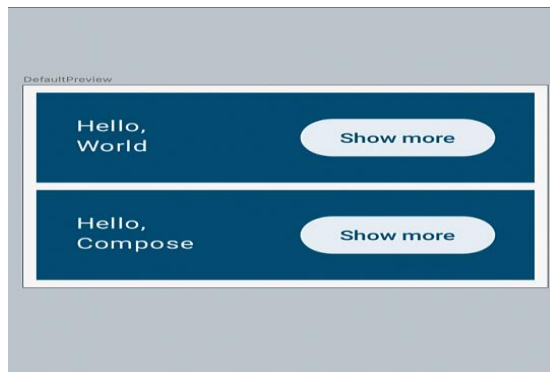 DefaultPreview
Hello,
World
Show more
Hello,
Compose
Show more